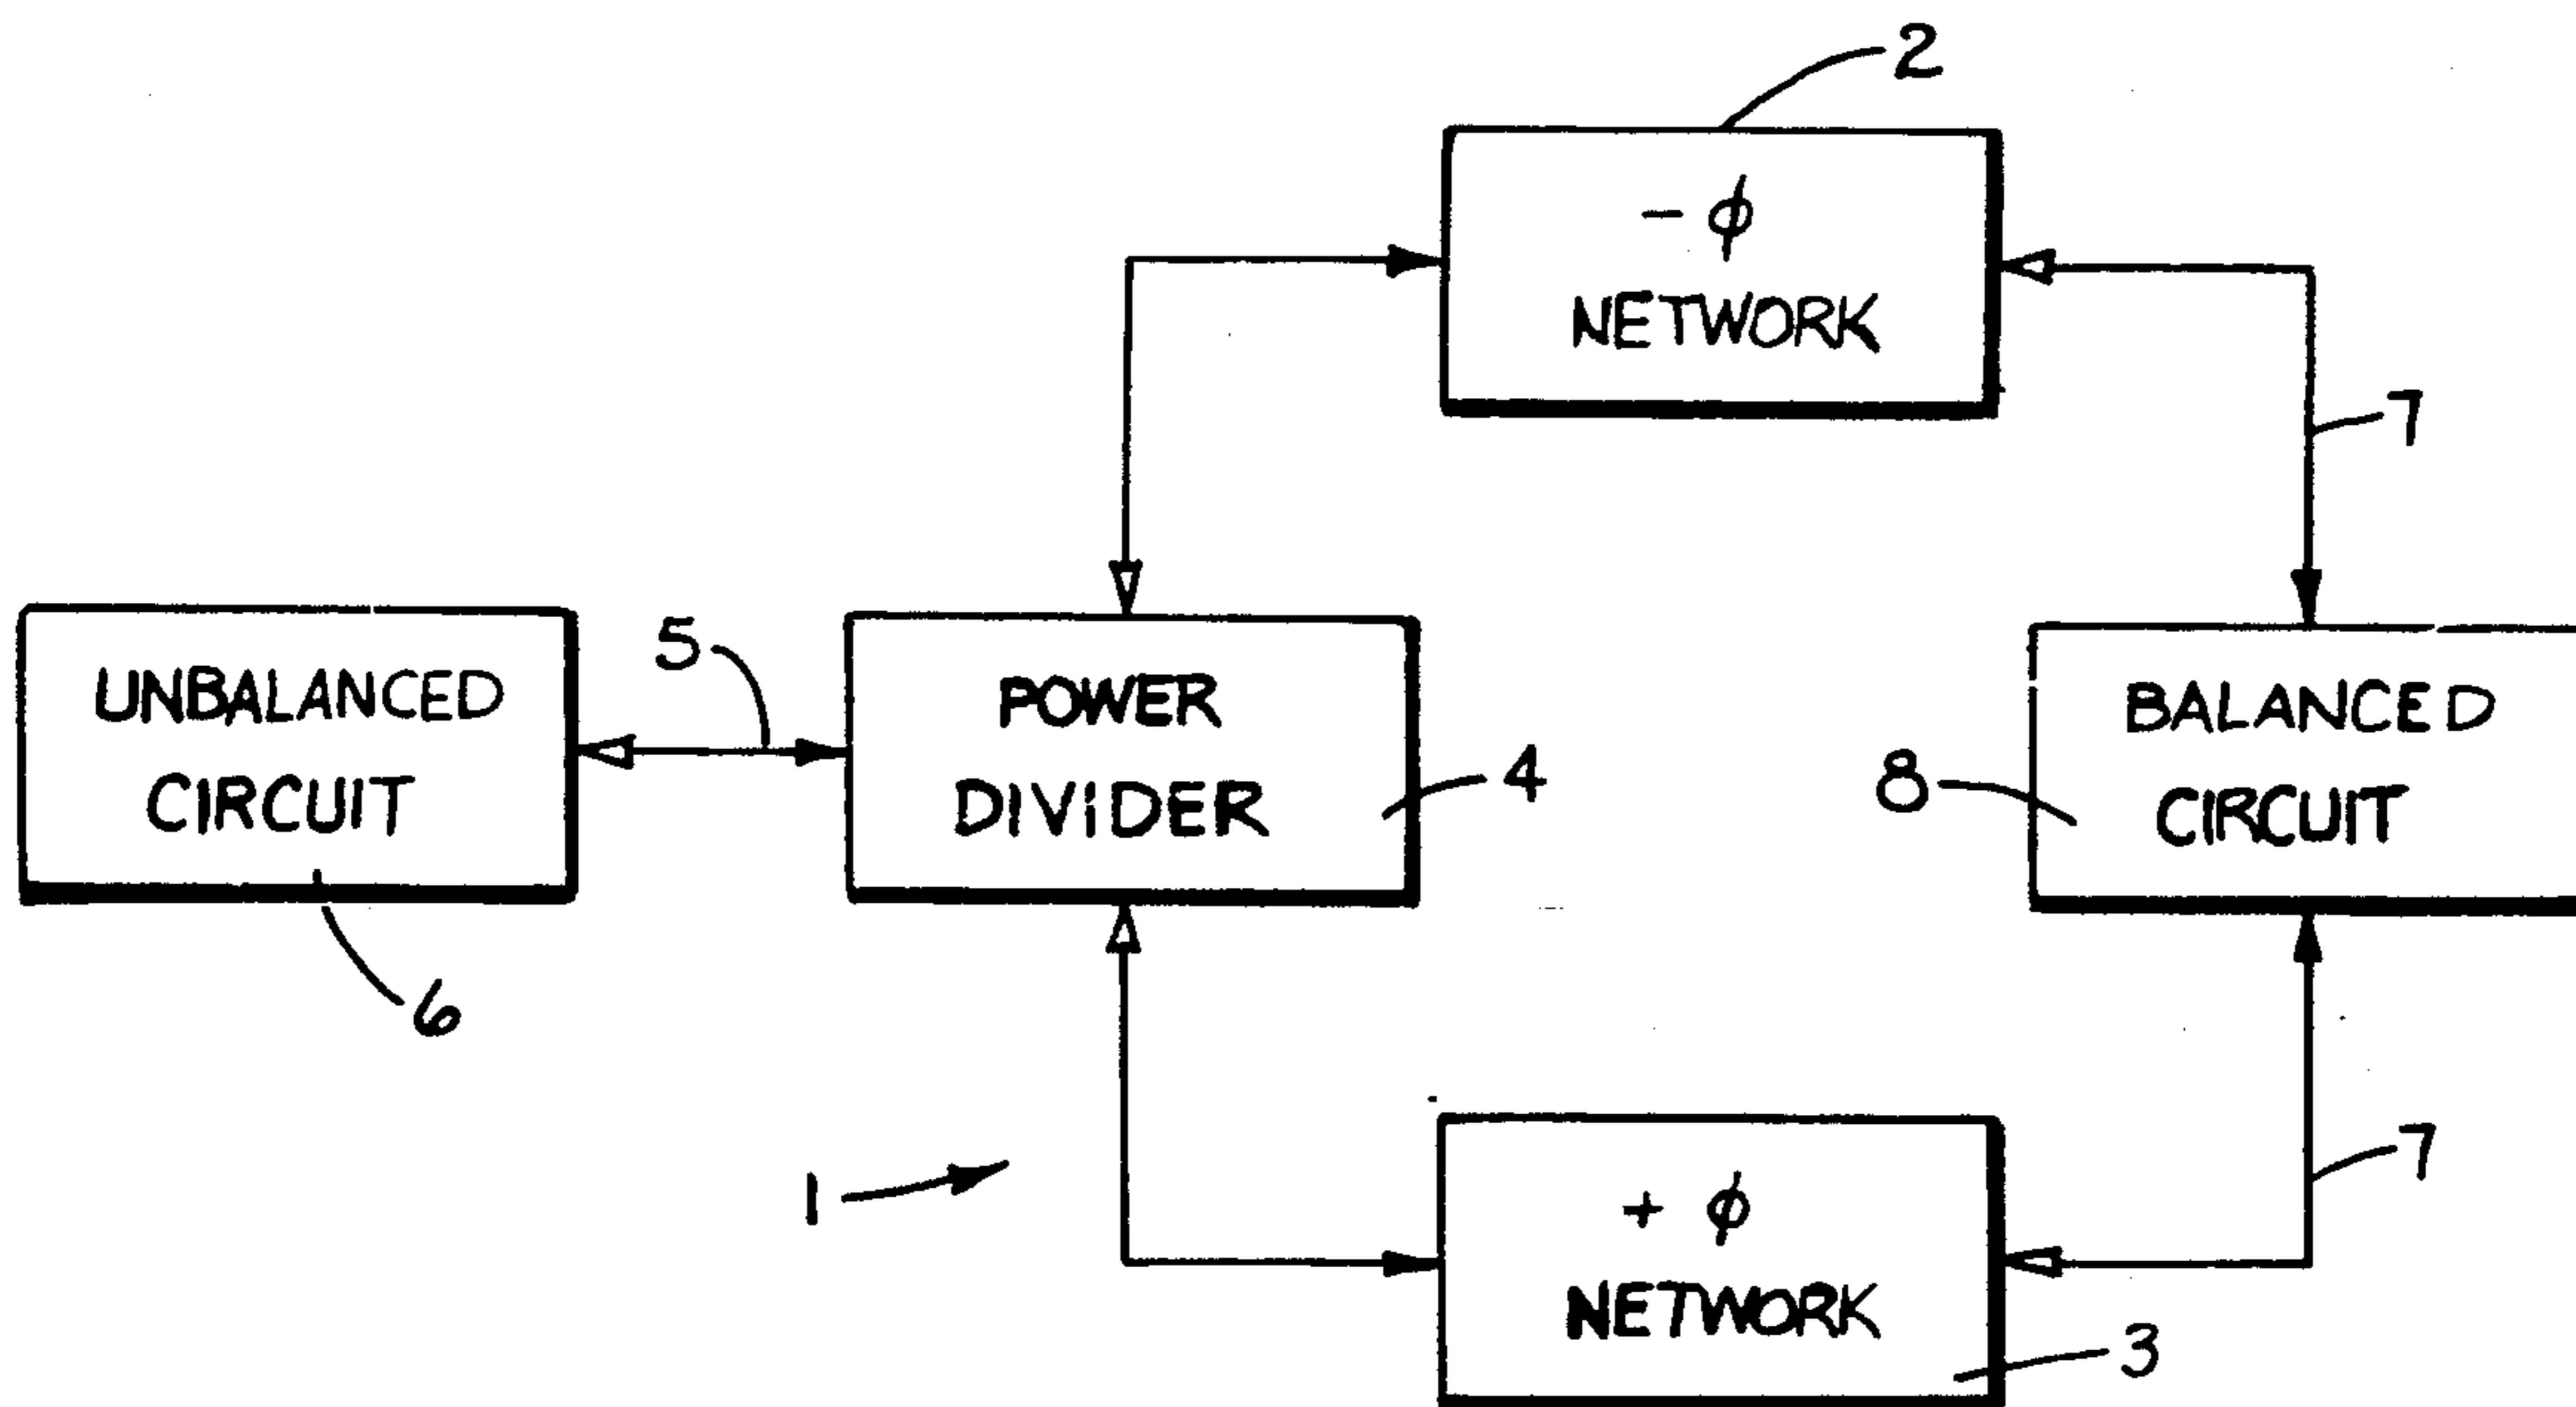 2
- ϕ
NETWORK
7
UNBALANCED
CIRCUIT
5
POWER
DIVIDER
4
8
BALANCED
CIRCUIT
6
1
+ ϕ
NETWORK
7
3